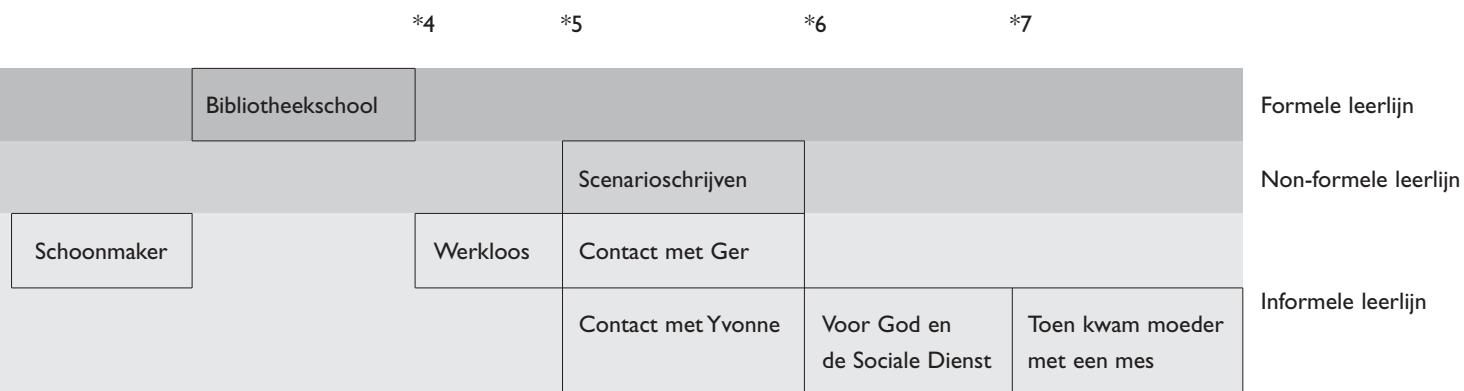 *4 *5 *6 *7
Bibliotheekschool Formele leerlijn
Scenarioschrijven Non-formele leerlijn
Schoonmaker Werkloos Contact met Ger
Informele leerlijn
Contact met Yvonne Voor God en Toen kwam moeder
de Sociale Dienst met een mes